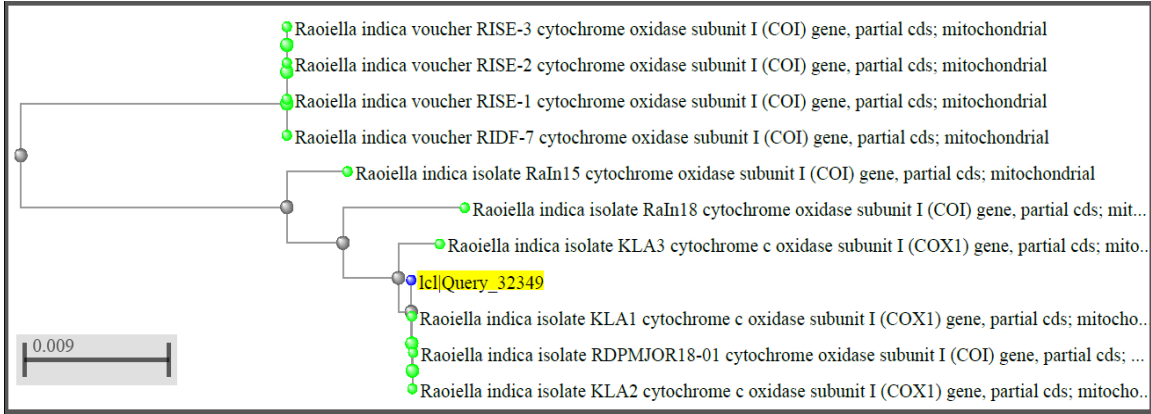 Raoiella indica voucher RISE-3 cytochrome oxidase subunit I (COI) gene, partial cds; mitochondrial
Raoiella indica voucher RISE-2 cytochrome oxidase subunit I (COI) gene, partial cds; mitochondrial
Raoiella indica voucher RISE-1 cytochrome oxidase subunit I (COI) gene, partial cds; mitochondrial
Raoiella indica voucher RIDF-7 cytochrome oxidase subunit I (COI) gene, partial cds; mitochondrial
Raoiella indica isolate RaIn15 cytochrome oxidase subunit I (COI) gene, partial cds; mitochondrial
Raoiella indica isolate RaIn18 cytochrome oxidase subunit I (COI) gene, partial cds; mit...
Raoiella indica isolate KLA3 cytochrome c oxidase subunit I (COX1) gene, partial cds; mito...
lcl|Query_32349
Raoiella indica isolate KLA1 cytochrome c oxidase subunit I (COX1) gene, partial cds; mitocho...
Raoiella indica isolate RDPMJOR18-01 cytochrome oxidase subunit I (COI) gene, partial cds; ...
Raoiella indica isolate KLA2 cytochrome c oxidase subunit I (COX1) gene, partial cds; mitocho...
0.009